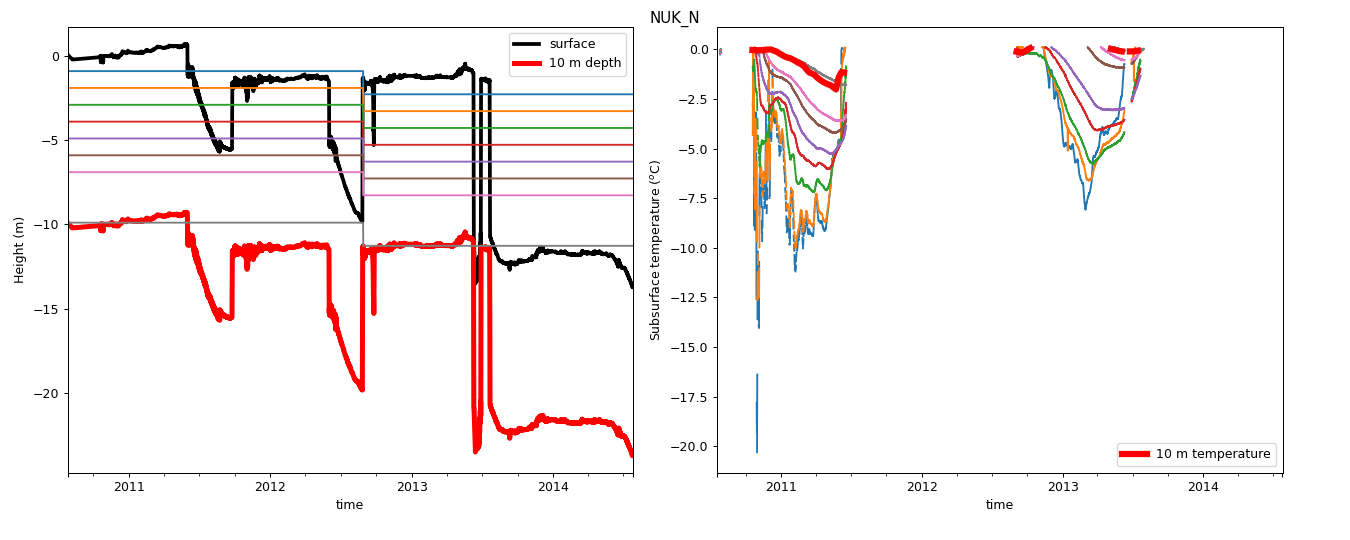 NUK_N
surface
10 m depth
0
−5
−10
−15
−20
Height (m)
2011
2012
2013
2014
time
0.0
−2.5
−5.0
−7.5
−10.0
−12.5
−15.0
−17.5
−20.0
Subsurface temperature (°C)
10 m temperature
2011
2012
2013
2014
time